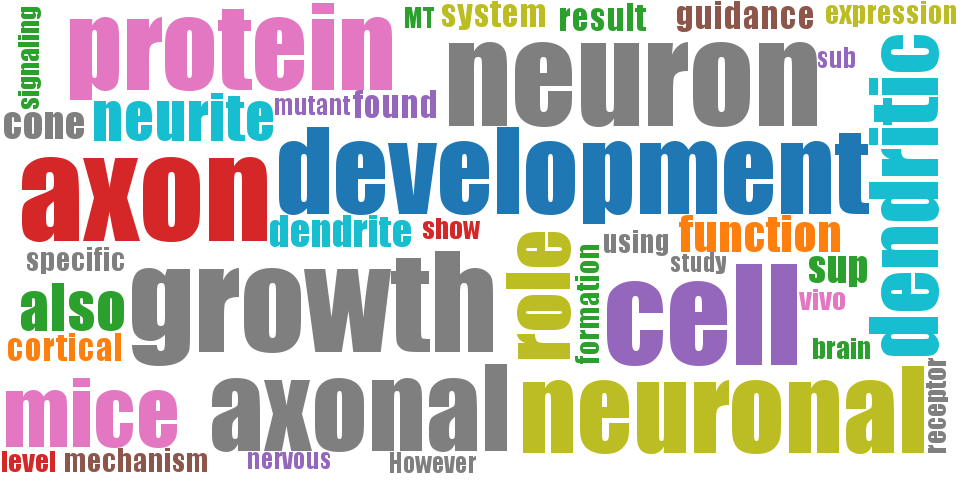 signaling
protein
MT
system
result
guidance
expression
neuron
sub
dendritic
cone
neurite
mutant
found
axon
development
dendrite
show
specific
growth
role
formation
using
function
study
sup
cell
vivo
also
cortical
brain
mice
axonal
neuronal
receptor
level
mechanism
nervous
However